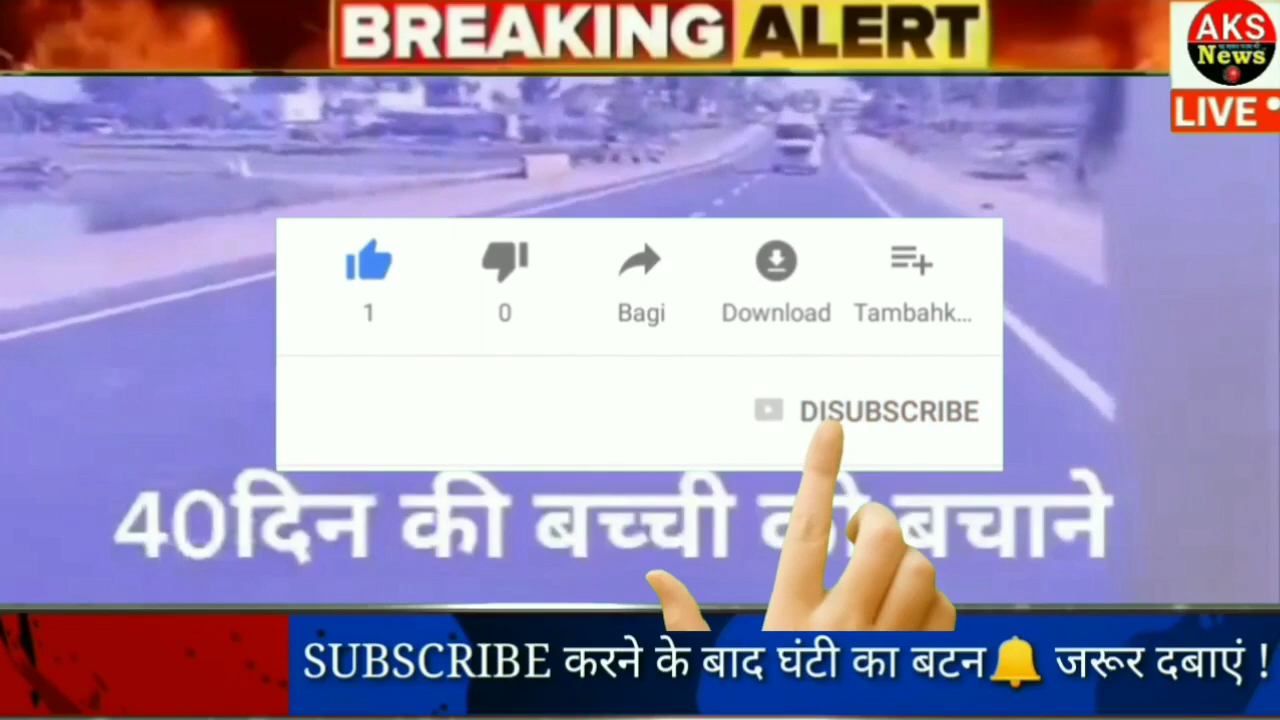 BREAKING ALERT
AKS
News
LIVE
1
0
Bagi
Download
Tambahk...
DISUBSCRIBE
40दिन की बच्ची को बचाने
SUBSCRIBE करने के बाद घंटी का बटन🔔 जरूर दबाएं !